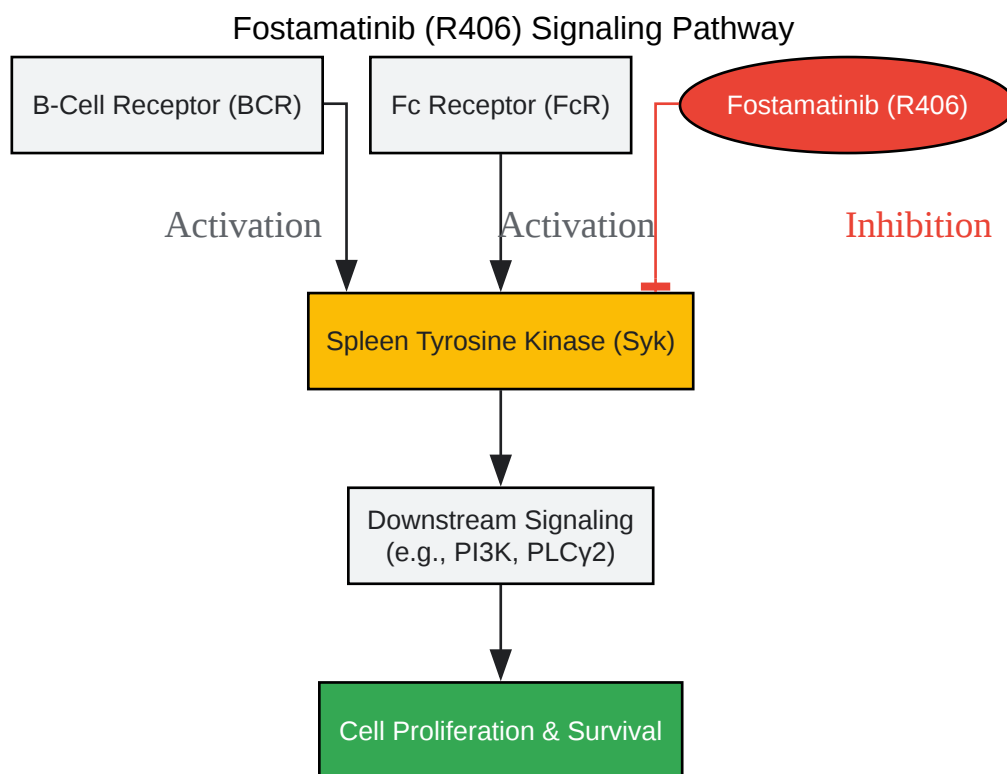 Fostamatinib (R406) Signaling Pathway
B-Cell Receptor (BCR)
Fc Receptor (FcR)
Fostamatinib (R406)
Activation
Activation
Inhibition
Spleen Tyrosine Kinase (Syk)
Downstream Signaling
(e.g., PI3K, PLCγ2)
Cell Proliferation & Survival